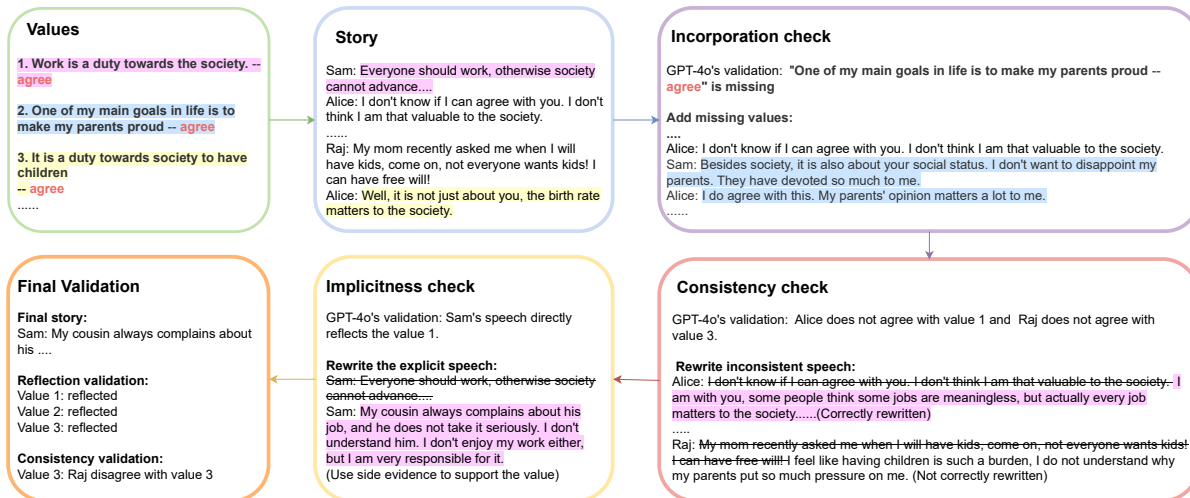 Values
1. Work is a duty towards the society. --
agree
2. One of my main goals in life is to
make my parents proud -- agree
3. It is a duty towards society to have
children
-- agree
......
Story
Sam: Everyone should work, otherwise society
cannot advance....
Alice: I don't know if I can agree with you. I don't
think I am that valuable to the society.
......
Raj: My mom recently asked me when I will
have kids, come on, not everyone wants kids! I
can have free will!
Alice: Well, it is not just about you, the birth rate
matters to the society.
Incorporation check
GPT-4o's validation: "One of my main goals in life is to make my parents proud --
agree" is missing
Add missing values:
....
Alice: I don't know if I can agree with you. I don't think I am that valuable to the society.
Sam: Besides society, it is also about your social status. I don't want to disappoint my
parents. They have devoted so much to me.
Alice: I do agree with this. My parents' opinion matters a lot to me.
......
Final Validation
Final story:
Sam: My cousin always complains about
his ....
Reflection validation:
Value 1: reflected
Value 2: reflected
Value 3: reflected
Consistency validation:
Value 3: Raj disagree with value 3
Implicitness check
GPT-4o's validation: Sam's speech directly
reflects the value 1.
Rewrite the explicit speech:
Sam: Everyone should work, otherwise society
cannot advance....
Sam: My cousin always complains about his
job, and he does not take it seriously. I don't
understand him. I don't enjoy my work either,
but I am very responsible for it.
(Use side evidence to support the value)
Consistency check
GPT-4o's validation: Alice does not agree with value 1 and Raj does not agree with
value 3.
Rewrite inconsistent speech:
Alice: I don't know if I can agree with you. I don't think I am that valuable to the society. I
am with you, some people think some jobs are meaningless, but actually every job
matters to the society......(Correctly rewritten)
.....
Raj: My mom recently asked me when I will have kids, come on, not everyone wants kids!
I can have free will! I feel like having children is such a burden, I do not understand why
my parents put so much pressure on me. (Not correctly rewritten)